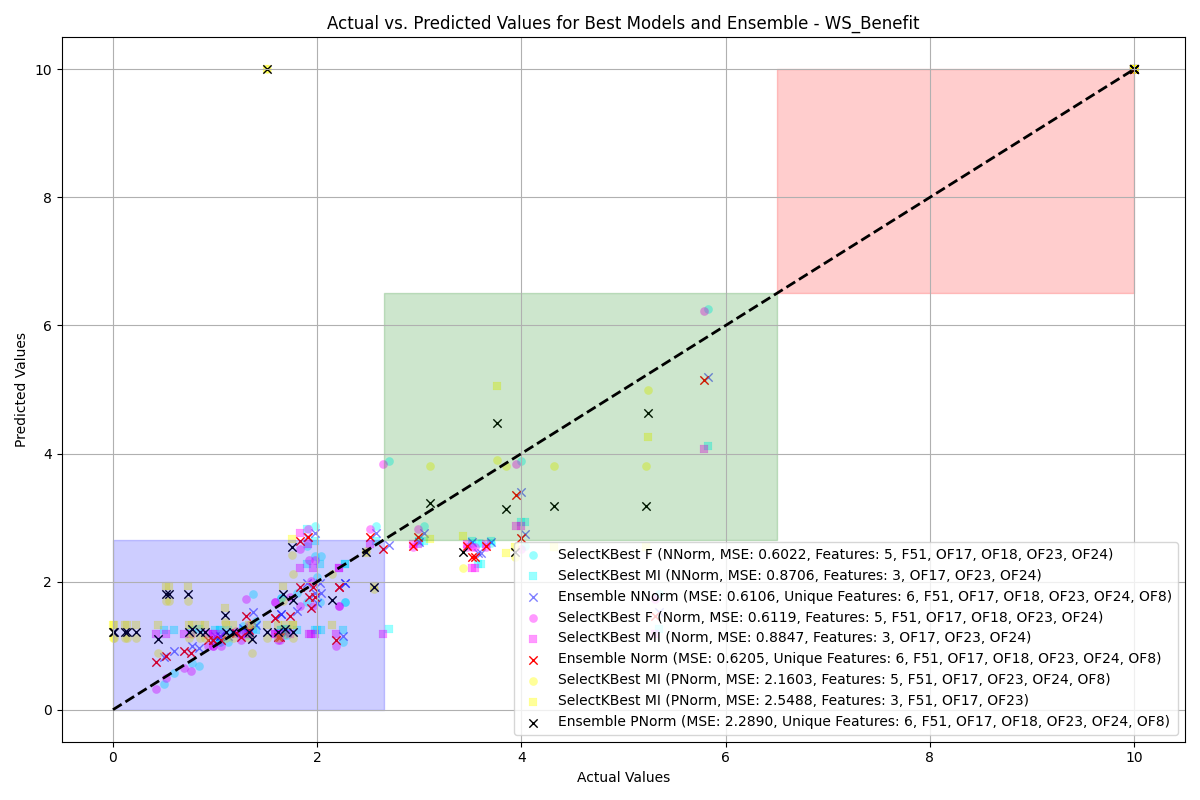 Actual vs. Predicted Values for Best Models and Ensemble - WS_Benefit
Predicted Values
10
8
6
4
2
0
SelectKBest F (NNorm, MSE: 0.6022, Features: 5, F51, OF17, OF18, OF23, OF24)
SelectKBest MI (NNorm, MSE: 0.8706, Features: 3, OF17, OF23, OF24)
Ensemble NNorm (MSE: 0.6106, Unique Features: 6, F51, OF17, OF18, OF23, OF24, OF8)
SelectKBest F (Norm, MSE: 0.6119, Features: 5, F51, OF17, OF18, OF23, OF24)
SelectKBest MI (Norm, MSE: 0.8847, Features: 3, OF17, OF23, OF24)
Ensemble Norm (MSE: 0.6205, Unique Features: 6, F51, OF17, OF18, OF23, OF24, OF8)
SelectKBest MI (PNorm, MSE: 2.1603, Features: 5, F51, OF17, OF23, OF24, OF8)
SelectKBest MI (PNorm, MSE: 2.5488, Features: 3, F51, OF17, OF23)
Ensemble PNorm (MSE: 2.2890, Unique Features: 6, F51, OF17, OF18, OF23, OF24, OF8)
0 2 4 6 8 10
Actual Values